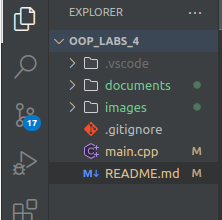 EXPLORER
OOP_LABS_4
.vscode
documents
images
.gitignore
main.cpp
17
README.md